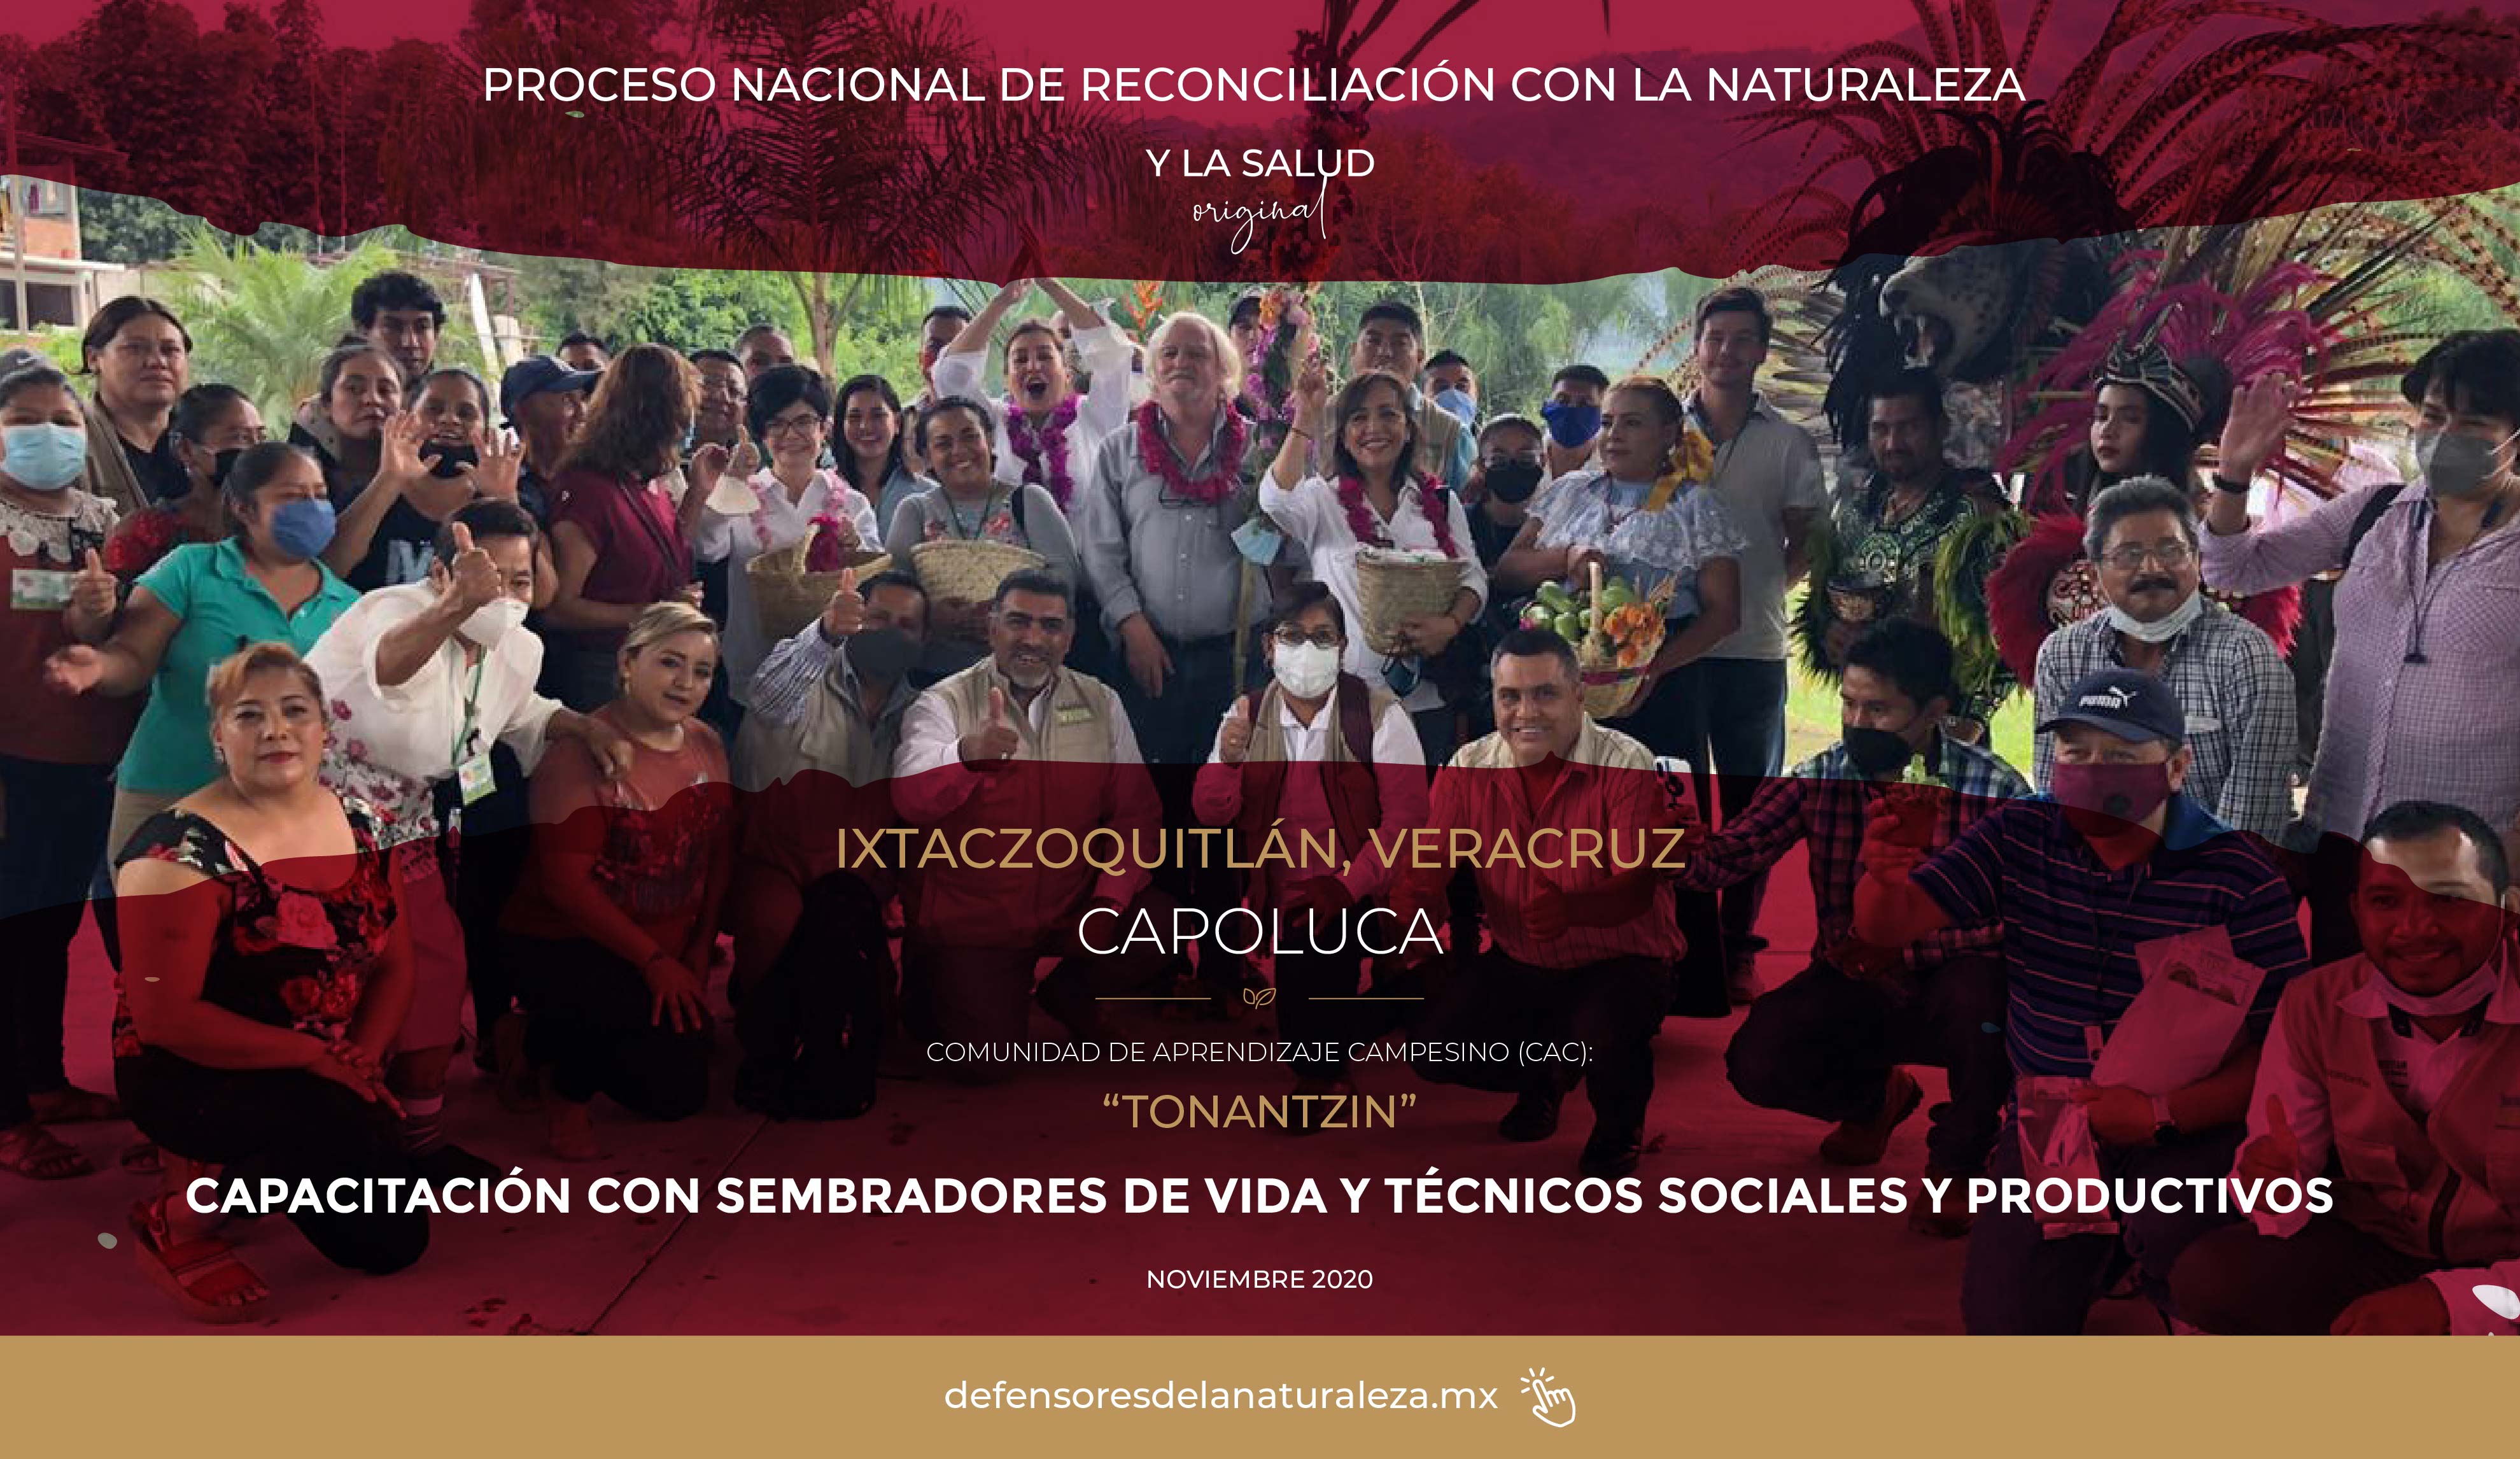 PROCESO NACIONAL DE RECONCILIACIÓN CON LA NATURALEZA
Y LA SALUD
original
PUMA
IXTACZOQUITLÁN, VERACRUZ
CAPOLUCA
COMUNIDAD DE APRENDIZAJE CAMPESINO (CAC):
“TONANTZIN”
CAPACITACIÓN CON SEMBRADORES DE VIDA Y TÉCNICOS SOCIALES Y PRODUCTIVOS
NOVIEMBRE 2020
defensoresdelanaturaleza.mx